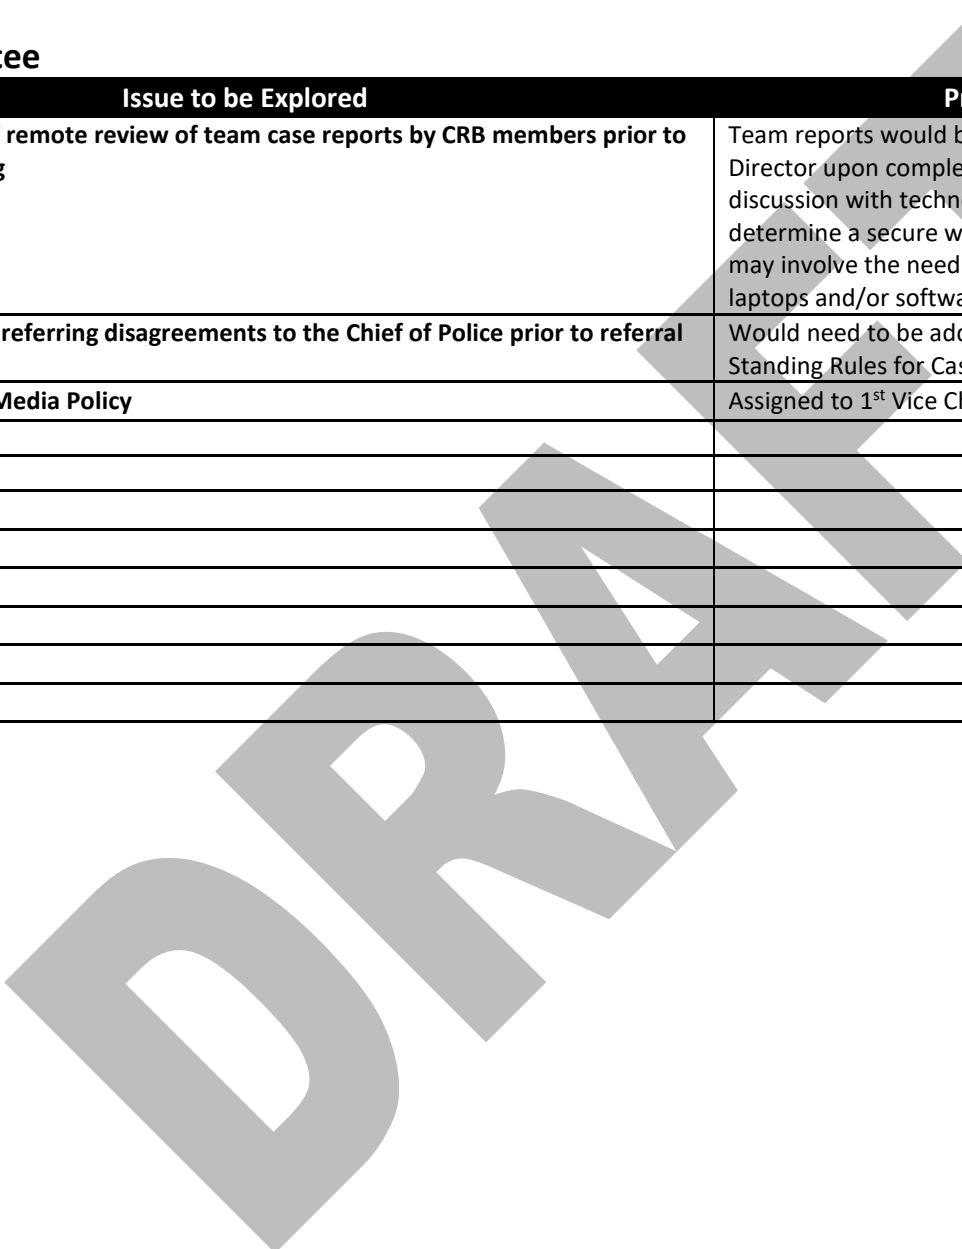 tee
Issue to be Explored Pr
remote review of team case reports by CRB members prior to
g
Team reports would b
Director upon comple
discussion with techn
determine a secure w
may involve the need
laptops and/or softwa
referring disagreements to the Chief of Police prior to referral
Would need to be add
Standing Rules for Cas
Media Policy
Assigned to 1st Vice Ch
DRAFT